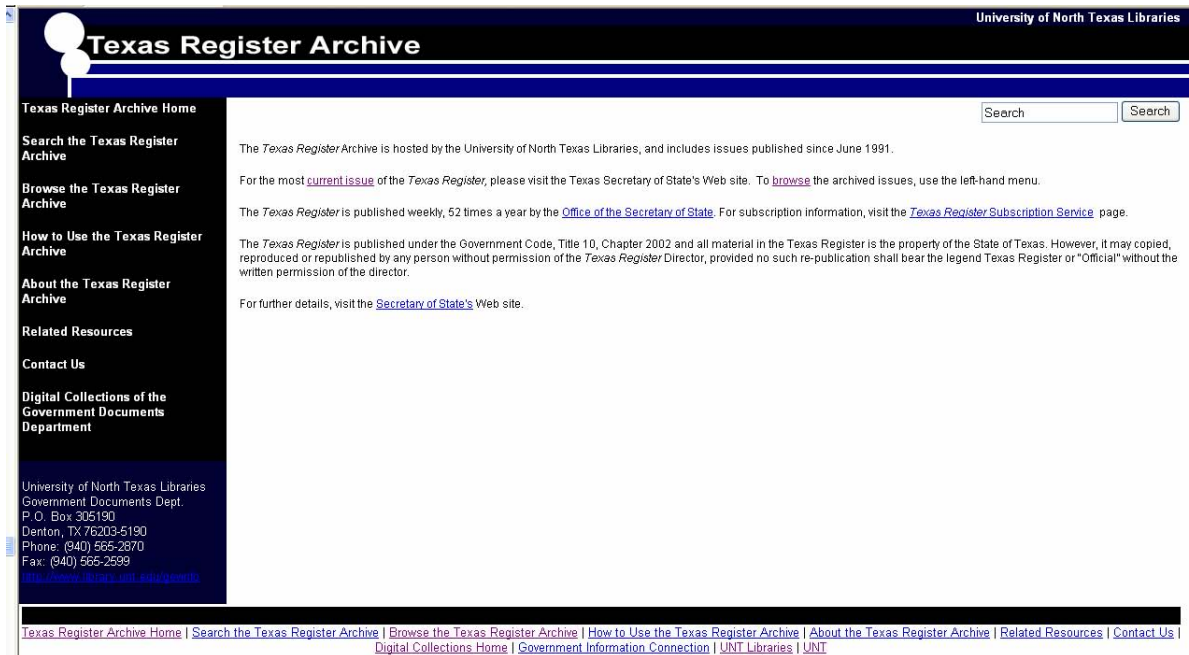 University of North Texas Libraries
Texas Register Archive
Texas Register Archive Home
Search the Texas Register
Archive
Browse the Texas Register
Archive
How to Use the Texas Register
Archive
About the Texas Register
Archive
Related Resources
Contact Us
Digital Collections of the
Government Documents
Department
University of North Texas Libraries
Government Documents Dept.
P.O. Box 305190
Denton, TX 76203-5190
Phone: (940) 565-2870
Fax: (940) 565-2599
Search Search
The Texas Register Archive is hosted by the University of North Texas Libraries, and includes issues published since June 1991.
For the most current issue of the Texas Register, please visit the Texas Secretary of State's Web site. To browse the archived issues, use the left-hand menu.
The Texas Register is published weekly, 52 times a year by the Office of the Secretary of State. For subscription information, visit the Texas Register Subscription Service page.
The Texas Register is published under the Government Code, Title 10, Chapter 2002 and all material in the Texas Register is the property of the State of Texas. However, it may copied,
reproduced or republished by any person without permission of the Texas Register Director, provided no such re-publication shall bear the legend Texas Register or "Official" without the
written permission of the director.
For further details, visit the Secretary of State's Web site.
Texas Register Archive Home | Search the Texas Register Archive | Browse the Texas Register Archive | How to Use the Texas Register Archive | About the Texas Register Archive | Related Resources | Contact Us |
Digital Collections Home | Government Information Connection | UNT Libraries | UNT